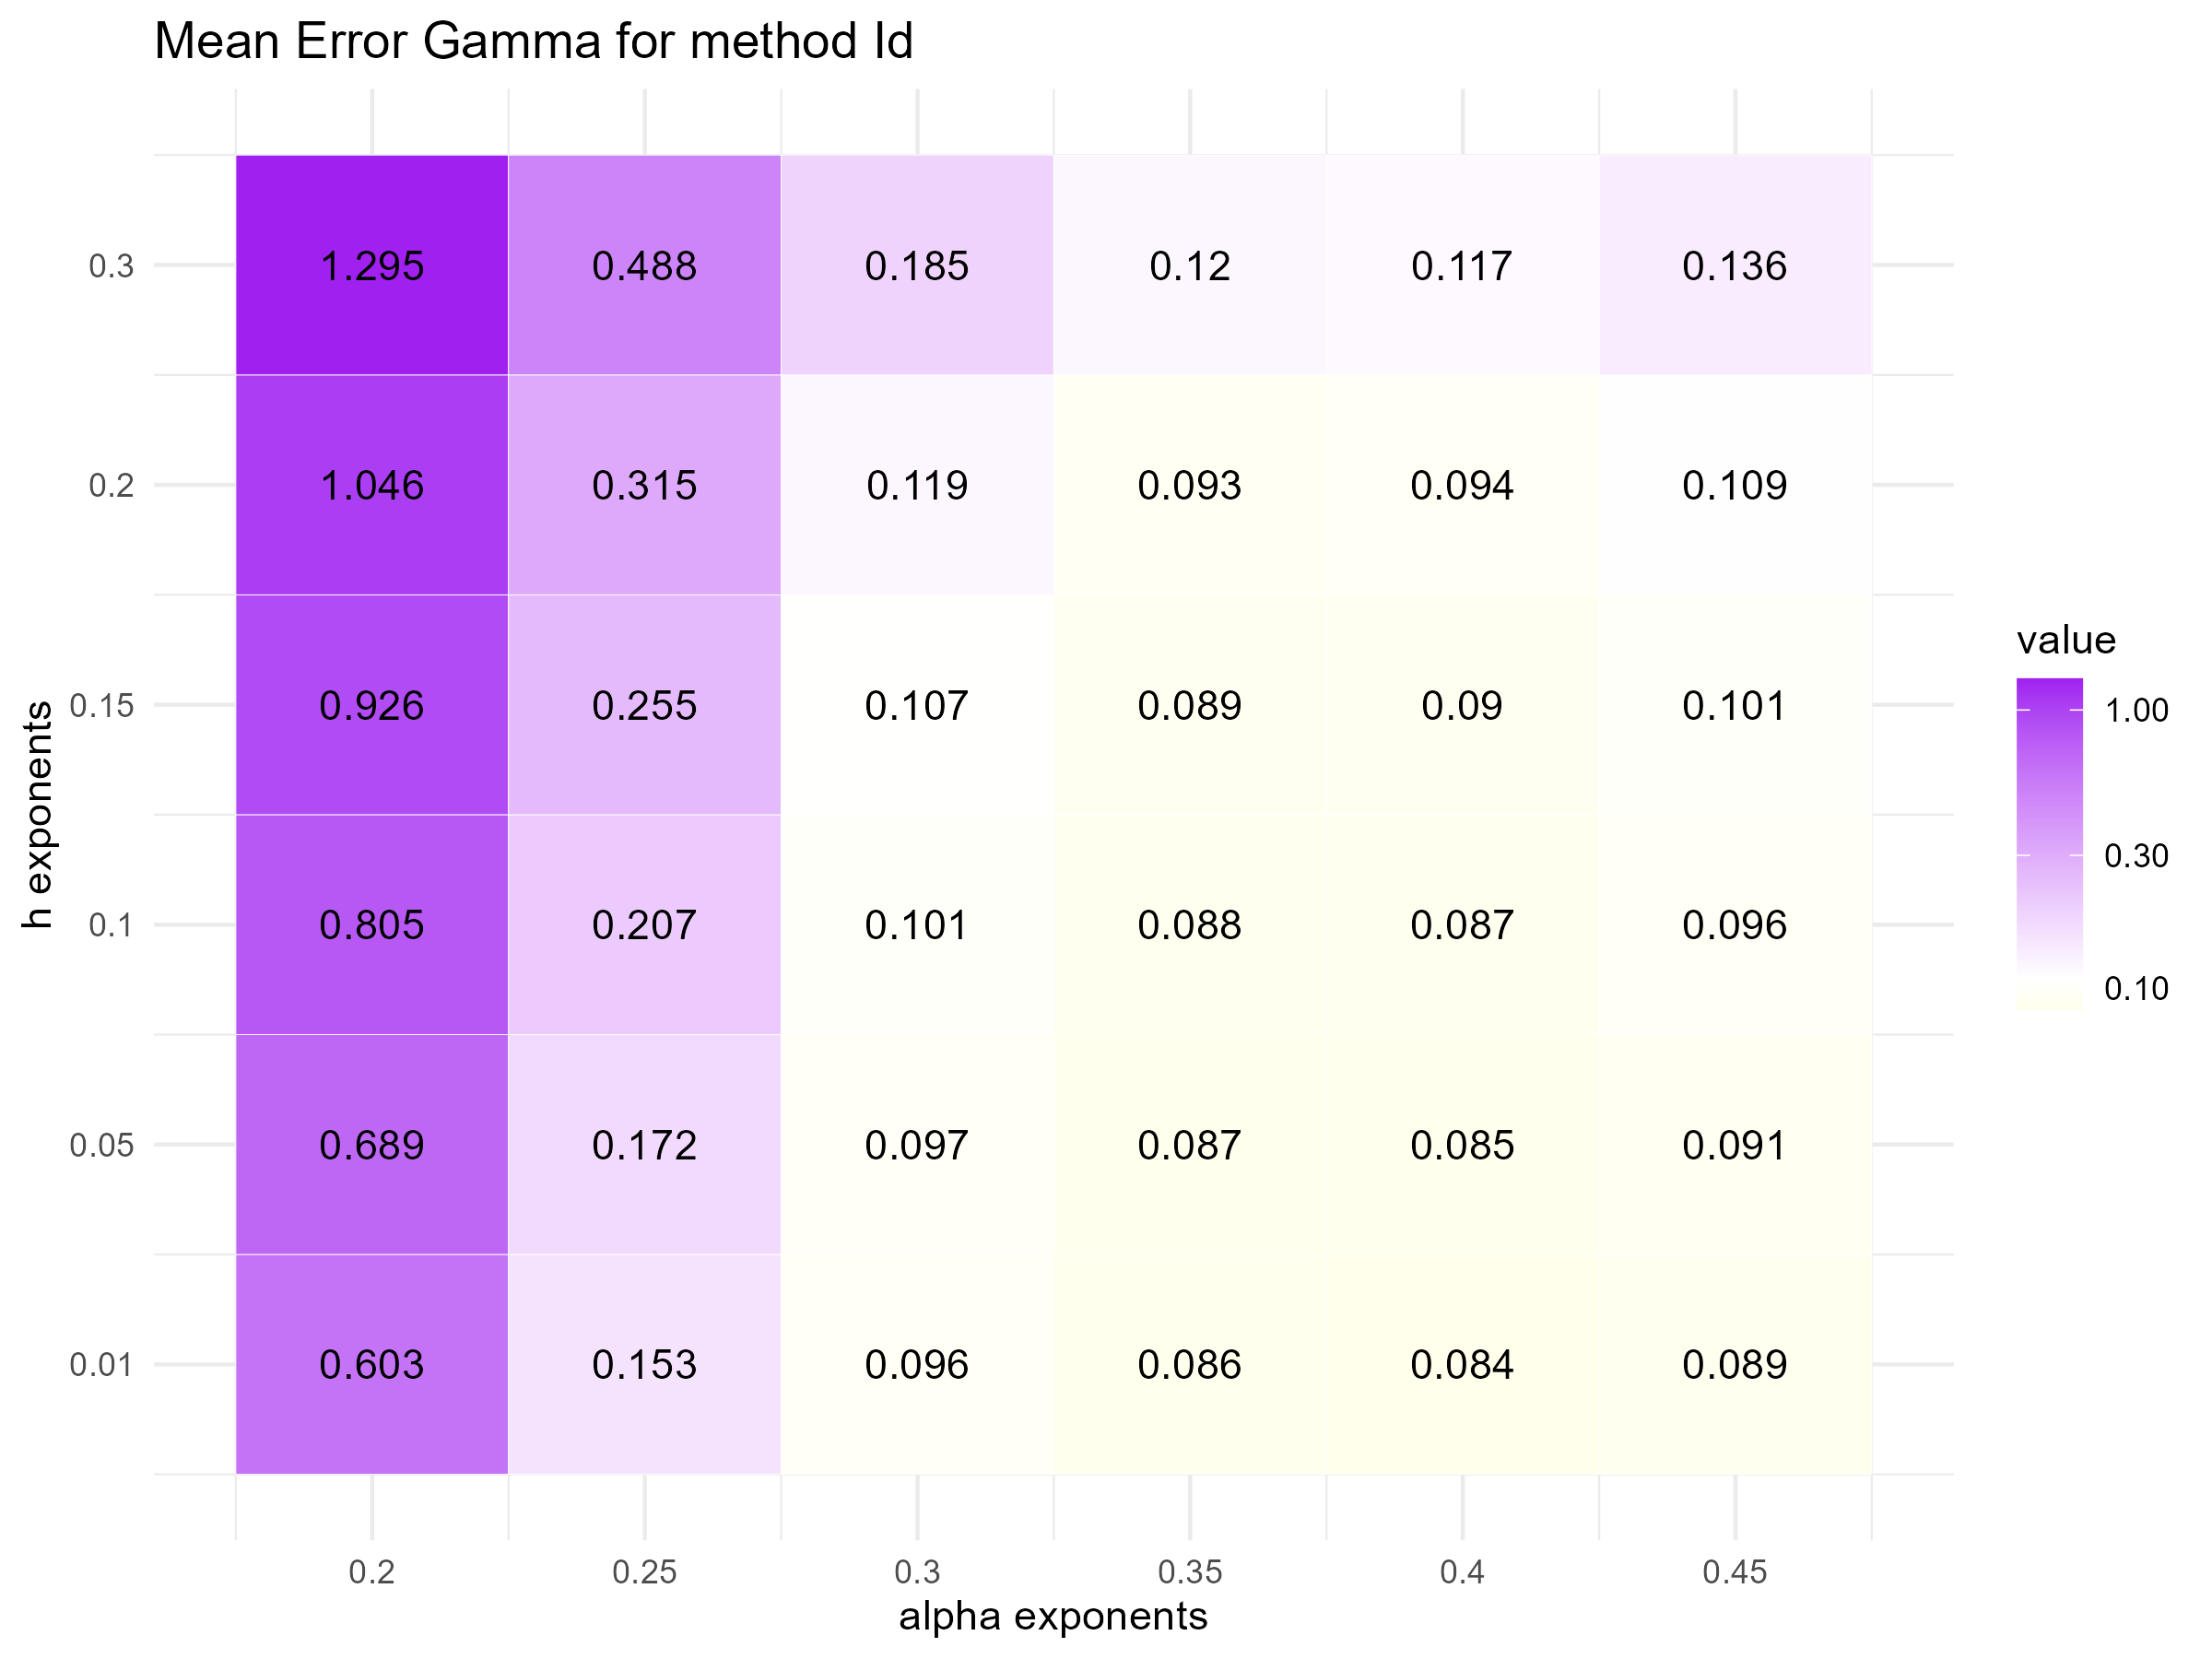 Mean Error Gamma for method Id
h exponents
0.3
1.295 0.488 0.185 0.12 0.117 0.136
0.2
1.046 0.315 0.119 0.093 0.094 0.109
0.15
0.926 0.255 0.107 0.089 0.09 0.101
0.1
0.805 0.207 0.101 0.088 0.087 0.096
0.05
0.689 0.172 0.097 0.087 0.085 0.091
0.01
0.603 0.153 0.096 0.086 0.084 0.089
0.2 0.25 0.3 0.35 0.4 0.45
alpha exponents
value
1.00
0.30
0.10